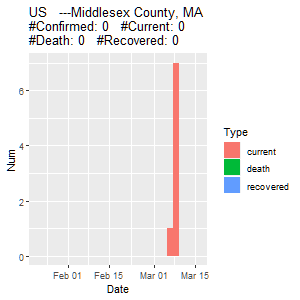 US   ---Middlesex County, MA
#Confirmed: 0   #Current: 0
#Death: 0   #Recovered: 0
Num
6
4
2
0
Feb 01
Feb 15
Mar 01
Mar 15
Date
Type
current
death
recovered